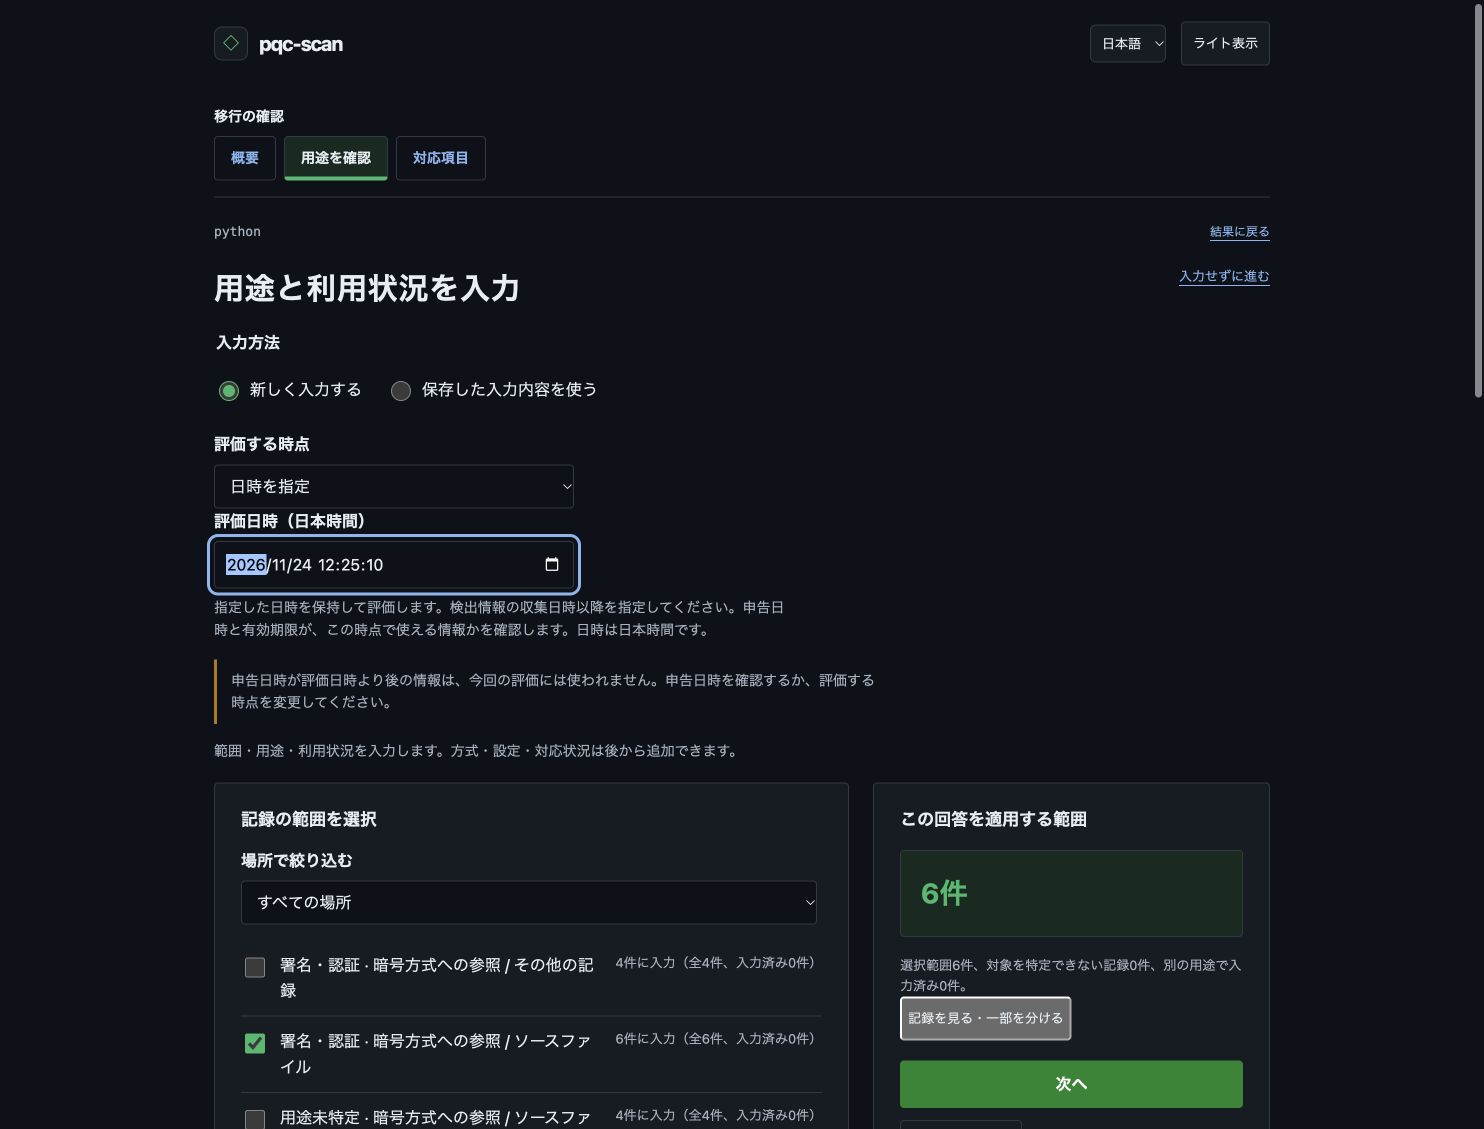 pqc-scan
日本語
ライト表示
移行の確認
概要
用途を確認
対応項目
python
結果に戻る
用途と利用状況を入力
入力せずに進む
入力方法
新しく入力する
保存した入力内容を使う
評価する時点
日時を指定
評価日時（日本時間）
2026/11/24 12:25:10
指定した日時を保持して評価します。検出情報の収集日時以降を指定してください。申告日
時と有効期限が、この時点で使える情報かを確認します。日時は日本時間です。
申告日時が評価日時より後の情報は、今回の評価には使われません。申告日時を確認するか、評価する
時点を変更してください。
範囲・用途・利用状況を入力します。方式・設定・対応状況は後から追加できます。
記録の範囲を選択
場所で絞り込む
すべての場所
署名・認証 · 暗号方式への参照 / その他の記
録
4件に入力（全4件、入力済み0件）
署名・認証 · 暗号方式への参照 / ソースファ
イル
6件に入力（全6件、入力済み0件）
用途未特定 · 暗号方式への参照 / ソースファ
4件に入力（全4件、入力済み0件）
この回答を適用する範囲
6件
選択範囲6件、対象を特定できない記録0件、別の用途で入
力済み0件。
記録を見る・一部を分ける
次へ